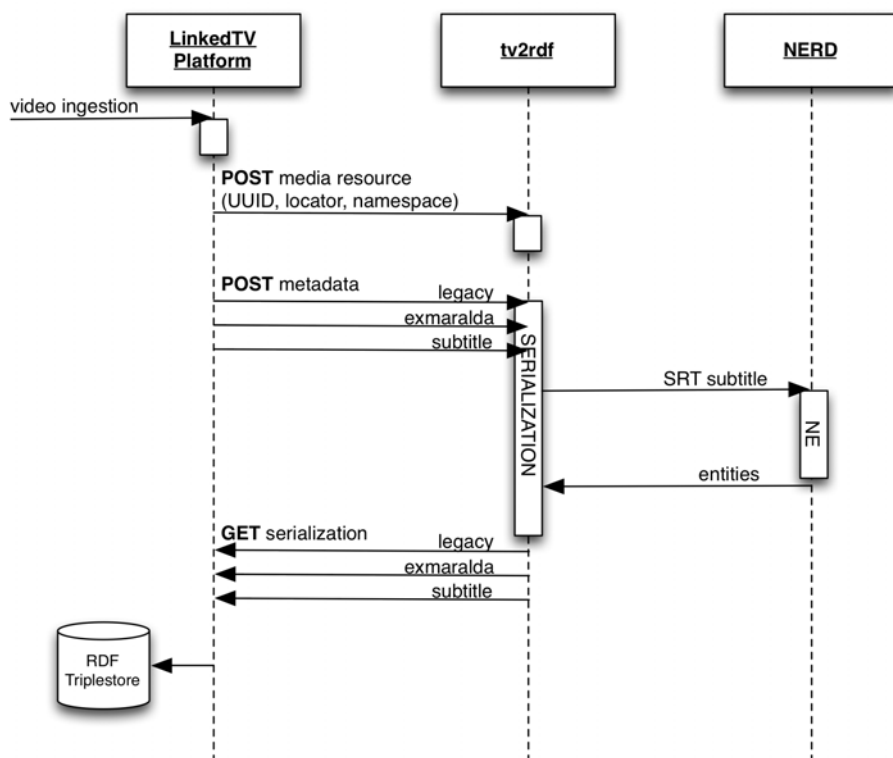 LinkedTV
Platform
tv2rdf
NERD
video ingestion
POST media resource
(UUID, locator, namespace)
POST metadata
legacy
exmaralda
subtitle
SERIALIZATION
SRT subtitle
NE
entities
GET serialization
legacy
exmaralda
subtitle
RDF
Triplestore